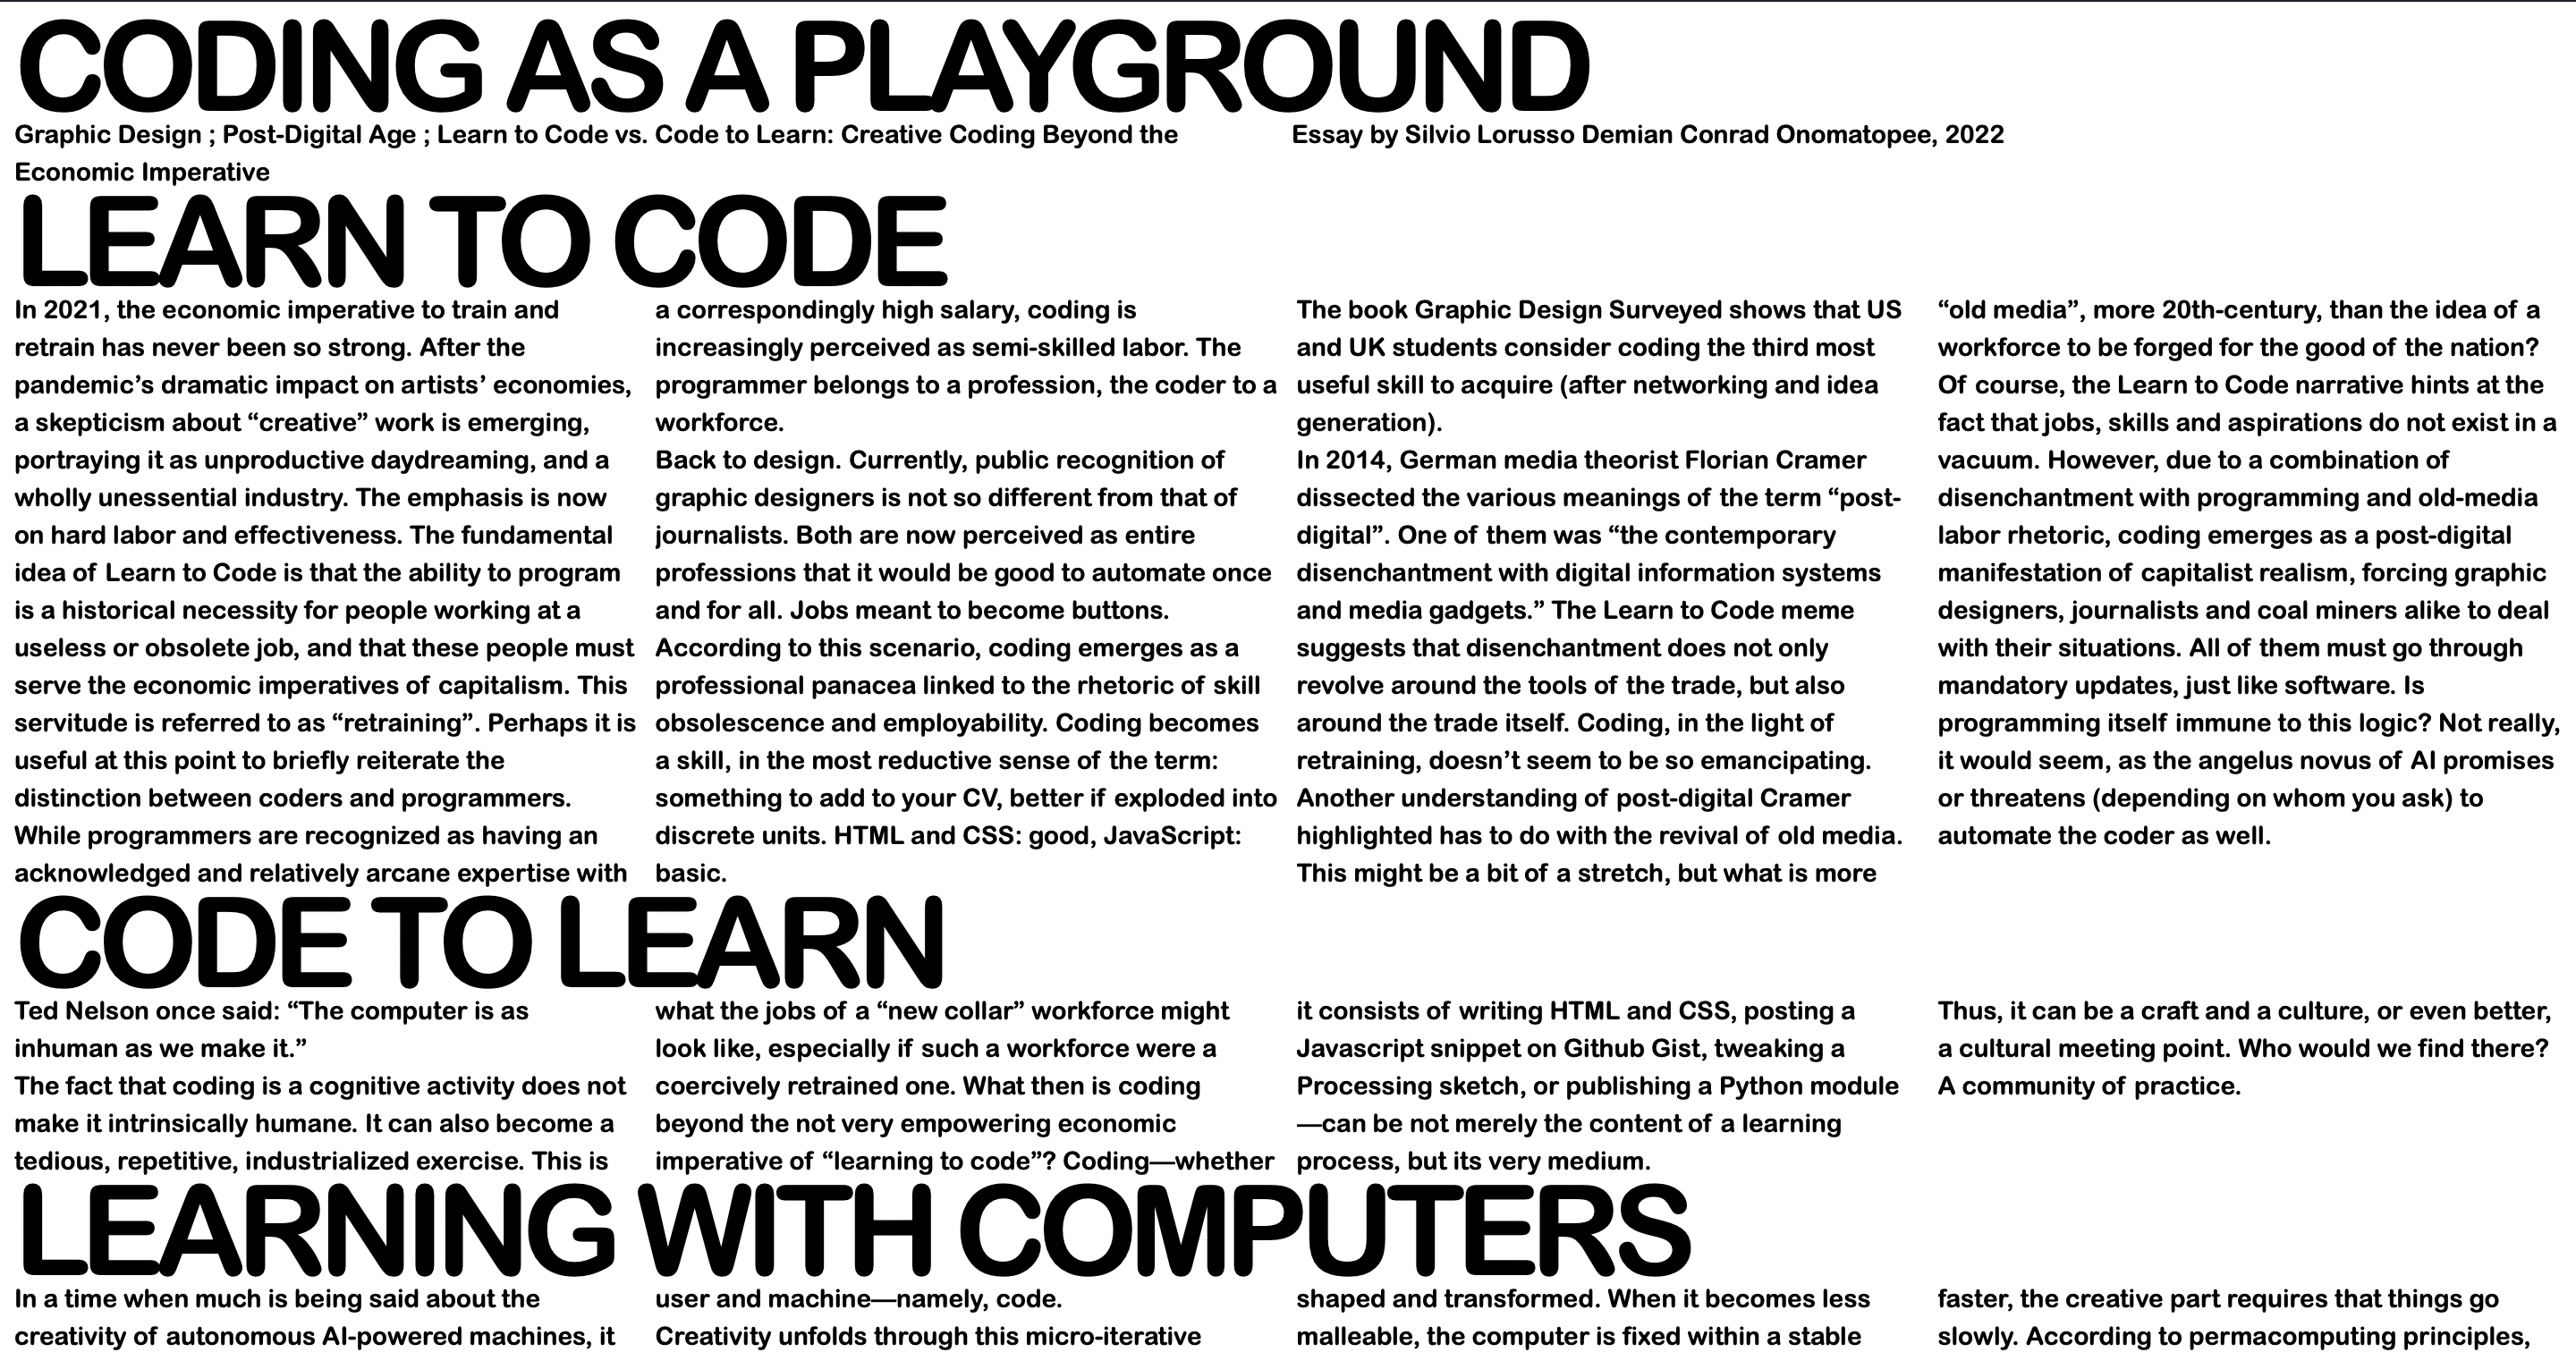 CODING AS A PLAYGROUND
Graphic Design ; Post-Digital Age ; Learn to Code vs. Code to Learn: Creative Coding Beyond the
Economic Imperative
Essay by Silvio Lorusso Demian Conrad Onomatopee, 2022
LEARN TO CODE
In 2021, the economic imperative to train and
retrain has never been so strong. After the
pandemic’s dramatic impact on artists’ economies,
a skepticism about “creative” work is emerging,
portraying it as unproductive daydreaming, and a
wholly unessential industry. The emphasis is now
on hard labor and effectiveness. The fundamental
idea of Learn to Code is that the ability to program
is a historical necessity for people working at a
useless or obsolete job, and that these people must
serve the economic imperatives of capitalism. This
servitude is referred to as “retraining”. Perhaps it is
useful at this point to briefly reiterate the
distinction between coders and programmers.
While programmers are recognized as having an
acknowledged and relatively arcane expertise with
a correspondingly high salary, coding is
increasingly perceived as semi-skilled labor. The
programmer belongs to a profession, the coder to a
workforce.
Back to design. Currently, public recognition of
graphic designers is not so different from that of
journalists. Both are now perceived as entire
professions that it would be good to automate once
and for all. Jobs meant to become buttons.
According to this scenario, coding emerges as a
professional panacea linked to the rhetoric of skill
obsolescence and employability. Coding becomes
a skill, in the most reductive sense of the term:
something to add to your CV, better if exploded into
discrete units. HTML and CSS: good, JavaScript:
basic.
The book Graphic Design Surveyed shows that US
and UK students consider coding the third most
useful skill to acquire (after networking and idea
generation).
In 2014, German media theorist Florian Cramer
dissected the various meanings of the term “post-
digital”. One of them was “the contemporary
disenchantment with digital information systems
and media gadgets.” The Learn to Code meme
suggests that disenchantment does not only
revolve around the tools of the trade, but also
around the trade itself. Coding, in the light of
retraining, doesn’t seem to be so emancipating.
Another understanding of post-digital Cramer
highlighted has to do with the revival of old media.
This might be a bit of a stretch, but what is more
“old media”, more 20th-century, than the idea of a
workforce to be forged for the good of the nation?
Of course, the Learn to Code narrative hints at the
fact that jobs, skills and aspirations do not exist in a
vacuum. However, due to a combination of
disenchantment with programming and old-media
labor rhetoric, coding emerges as a post-digital
manifestation of capitalist realism, forcing graphic
designers, journalists and coal miners alike to deal
with their situations. All of them must go through
mandatory updates, just like software. Is
programming itself immune to this logic? Not really,
it would seem, as the angelus novus of AI promises
or threatens (depending on whom you ask) to
automate the coder as well.
CODE TO LEARN
Ted Nelson once said: “The computer is as
inhuman as we make it.”
The fact that coding is a cognitive activity does not
make it intrinsically humane. It can also become a
tedious, repetitive, industrialized exercise. This is
what the jobs of a “new collar” workforce might
look like, especially if such a workforce were a
coercively retrained one. What then is coding
beyond the not very empowering economic
imperative of “learning to code”? Coding—whether
it consists of writing HTML and CSS, posting a
Javascript snippet on Github Gist, tweaking a
Processing sketch, or publishing a Python module
—can be not merely the content of a learning
process, but its very medium.
Thus, it can be a craft and a culture, or even better,
a cultural meeting point. Who would we find there?
A community of practice.
LEARNING WITH COMPUTERS
In a time when much is being said about the
creativity of autonomous AI-powered machines, it
user and machine—namely, code.
Creativity unfolds through this micro-iterative
shaped and transformed. When it becomes less
malleable, the computer is fixed within a stable
faster, the creative part requires that things go
slowly. According to permacomputing principles,